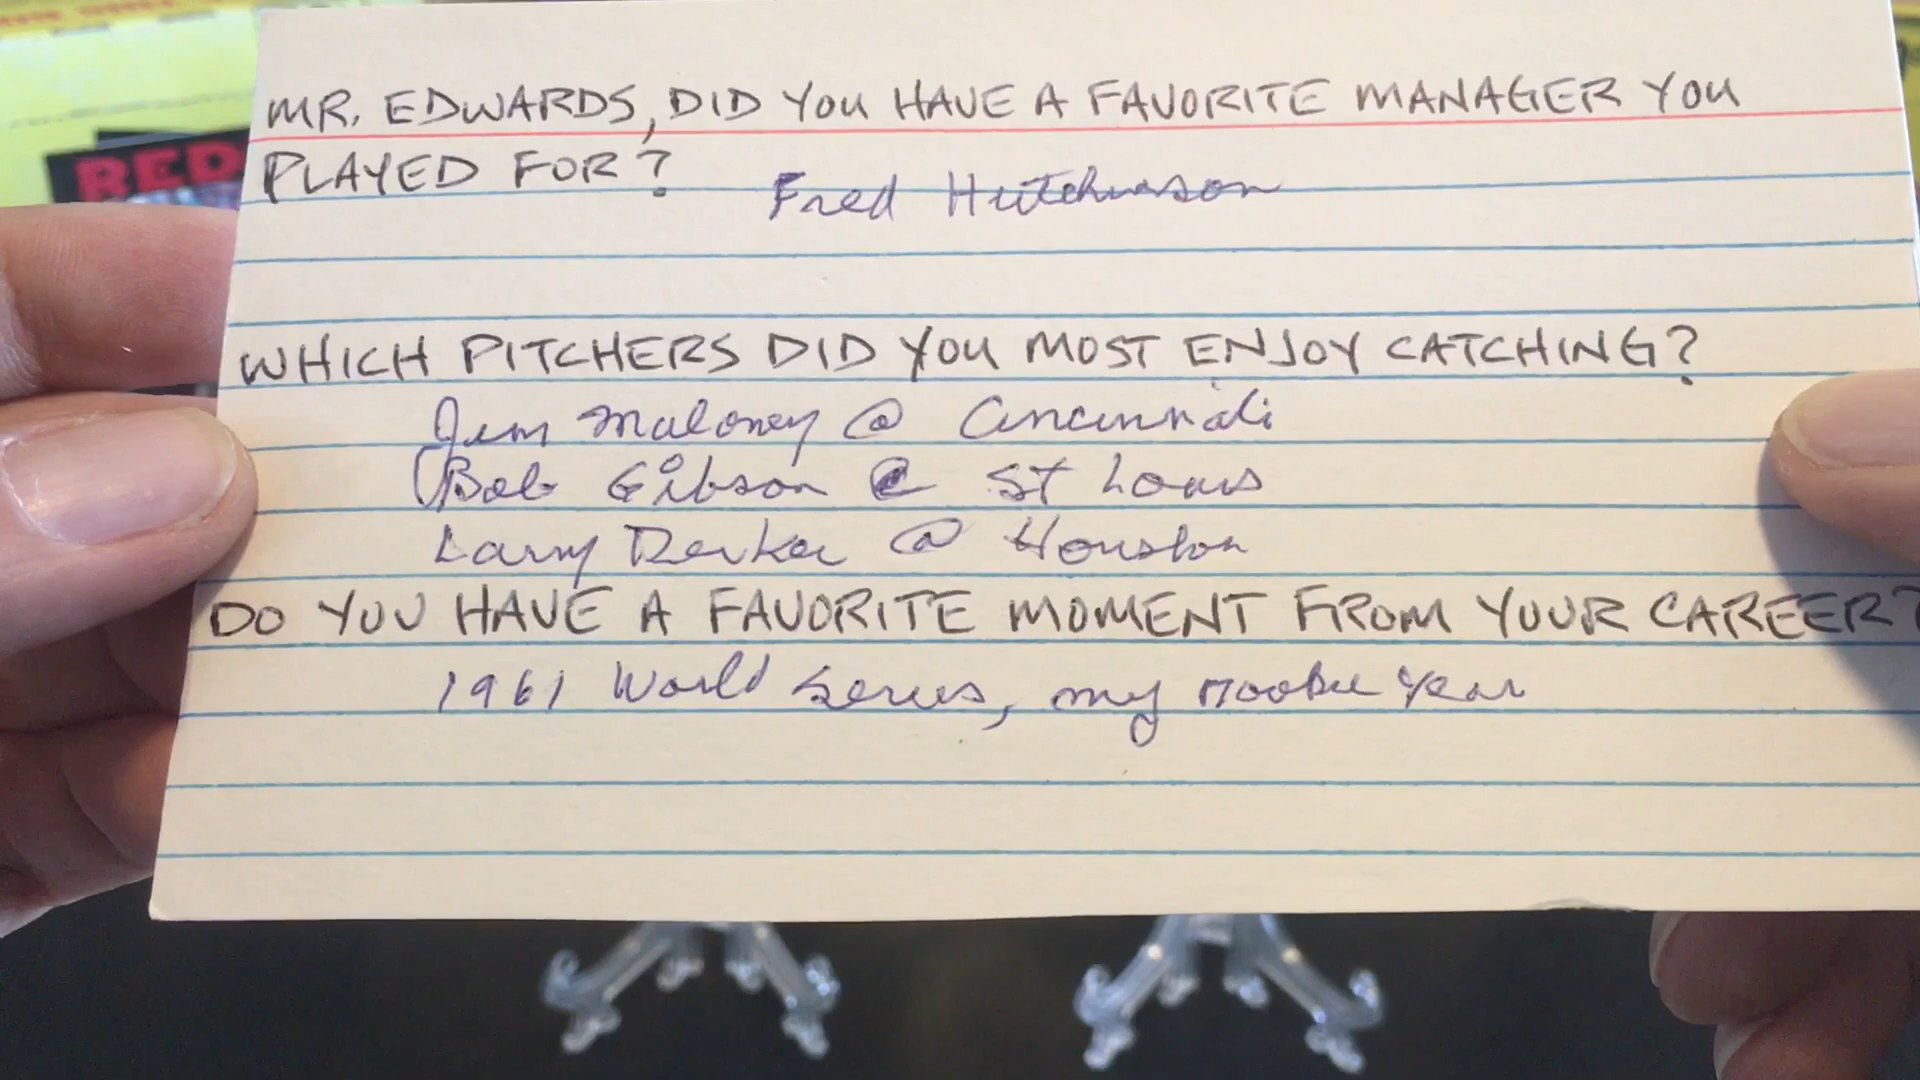 RED
MR. EDWARDS, DID YOU HAVE A FAVORITE MANAGER YOU
PLAYED FOR? Fred Hutchinson
WHICH PITCHERS DID YOU MOST ENJOY CATCHING?
Jim Maloney @ Cincinnati
Bob Gibson @ St Louis
Larry Dierker @ Houston
DO YOU HAVE A FAVORITE MOMENT FROM YOUR CAREER?
1961 World Series, my rookie year